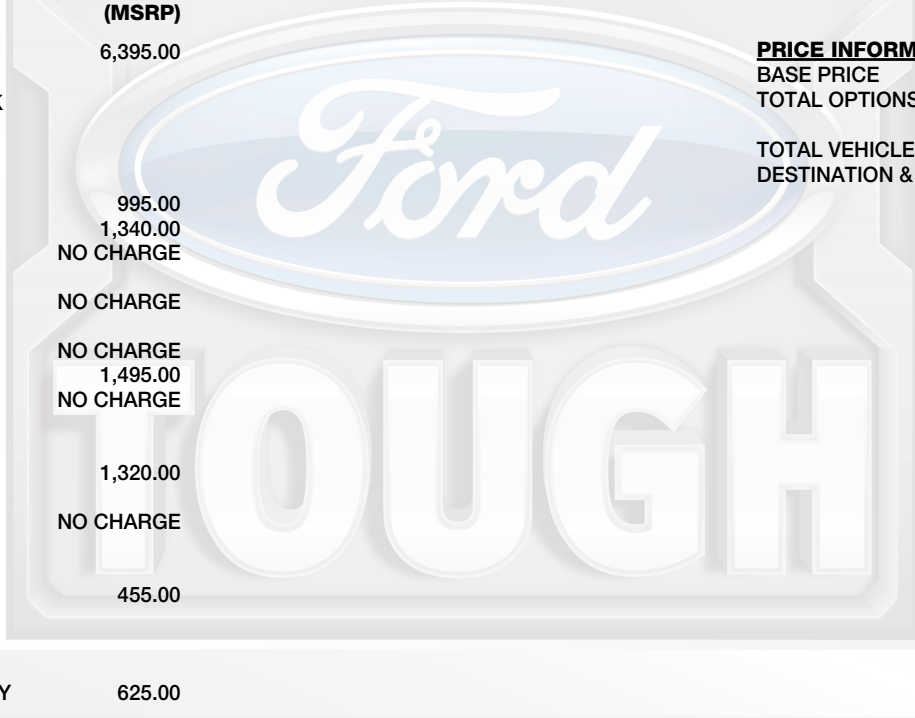 (MSRP)
6,395.00
K
995.00
1,340.00
NO CHARGE
NO CHARGE
NO CHARGE
1,495.00
NO CHARGE
1,320.00
NO CHARGE
455.00
Y 625.00
PRICE INFORM
BASE PRICE
TOTAL OPTIONS
TOTAL VEHICLE
DESTINATION &
Ford
TOUGH